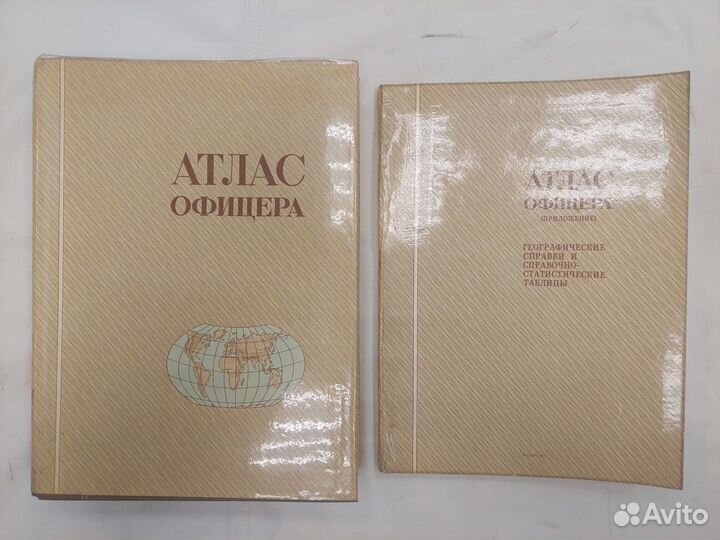 АТЛАС
ОФИЦЕРА
АТЛАС
ОФИЦЕРА
(ПРИЛОЖЕНИЕ)
ГЕОГРАФИЧЕСКИЕ
СПРАВКИ И
СПРАВОЧНО-
СТАТИСТИЧЕСКИЕ
ТАБЛИЦЫ
Avito